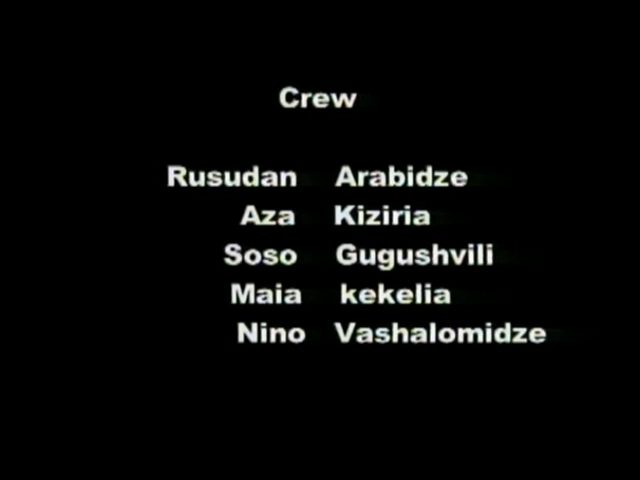 Crew
Rusudan Arabidze
Aza Kiziria
Soso Gugushvili
Maia kekelia
Nino Vashalomidze